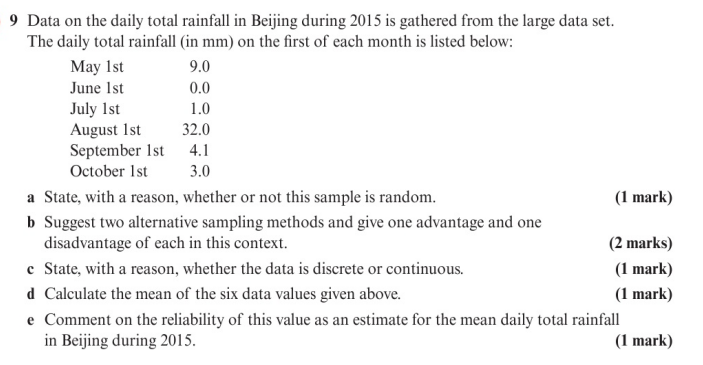 9 Data on the daily total rainfall in Beijing during 2015 is gathered from the large data set.
The daily total rainfall (in mm) on the first of each month is listed below:
May 1st 9.0
June 1st 0.0
July 1st 1.0
August 1st 32.0
September 1st 4.1
October 1st 3.0
a State, with a reason, whether or not this sample is random. (1 mark)
b Suggest two alternative sampling methods and give one advantage and one
disadvantage of each in this context. (2 marks)
c State, with a reason, whether the data is discrete or continuous. (1 mark)
d Calculate the mean of the six data values given above. (1 mark)
e Comment on the reliability of this value as an estimate for the mean daily total rainfall
in Beijing during 2015. (1 mark)